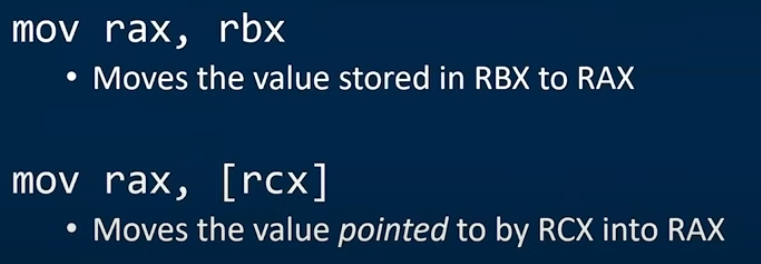 mov rax, rbx
• Moves the value stored in RBX to RAX
mov rax, [rcx]
• Moves the value pointed to by RCX into RAX